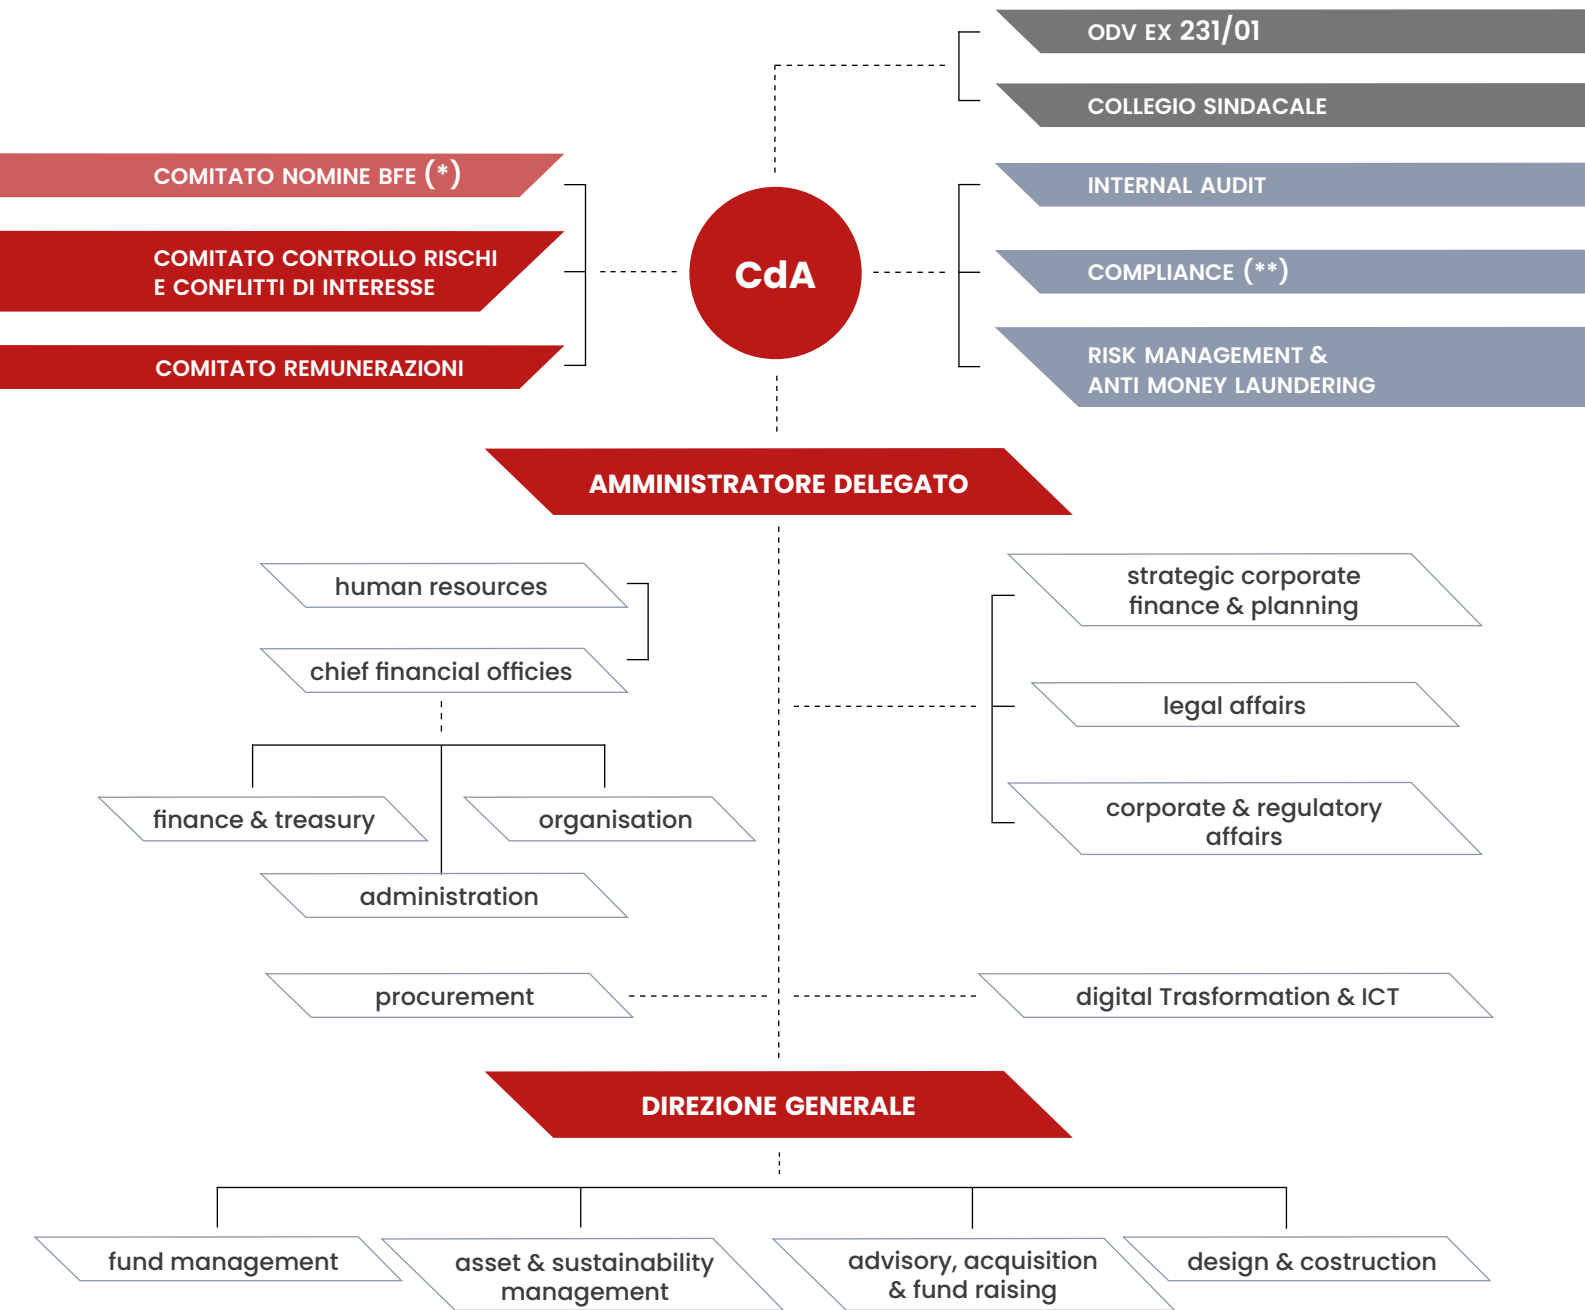 ODV EX 231/01
COLLEGIO SINDACALE
COMITATO NOMINE BFE (*)
COMITATO CONTROLLO RISCHI
E CONFLITTI DI INTERESSE
COMITATO REMUNERAZIONI
CdA
INTERNAL AUDIT
COMPLIANCE (**)
RISK MANAGEMENT &
ANTI MONEY LAUNDERING
AMMINISTRATORE DELEGATO
human resources
chief financial officies
finance & treasury
organisation
administration
strategic corporate
finance & planning
legal affairs
corporate & regulatory
affairs
procurement
digital Trasformation & ICT
DIREZIONE GENERALE
fund management
asset & sustainability
management
advisory, acquisition
& fund raising
design & costruction